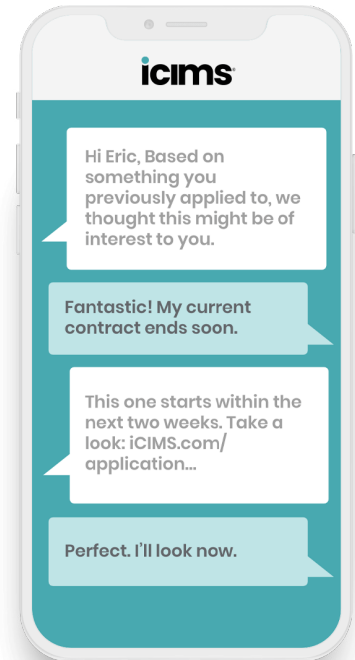 iCIMS
Hi Eric, Based on
something you
previously applied to, we
thought this might be of
interest to you.
Fantastic! My current
contract ends soon.
This one starts within the
next two weeks. Take a
look: iCIMS.com/
application...
Perfect. I'll look now.